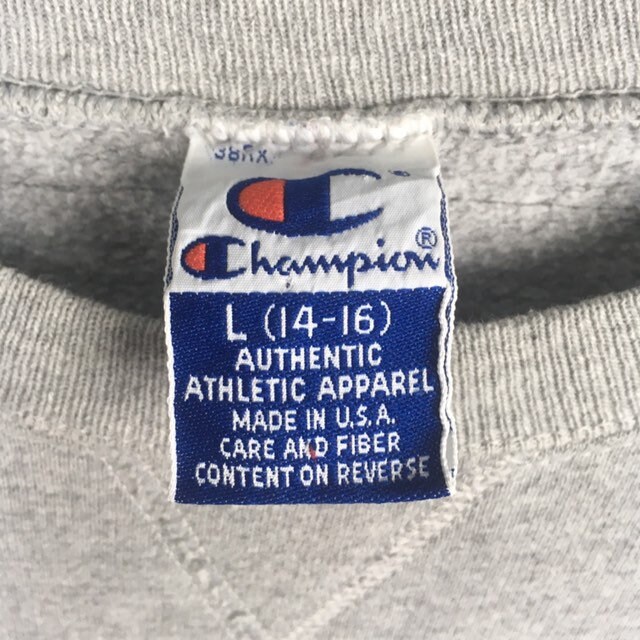 Champion®
L (14-16)
AUTHENTIC
ATHLETIC APPAREL
MADE IN U.S.A.
CARE AND FIBER
CONTENT ON REVERSE